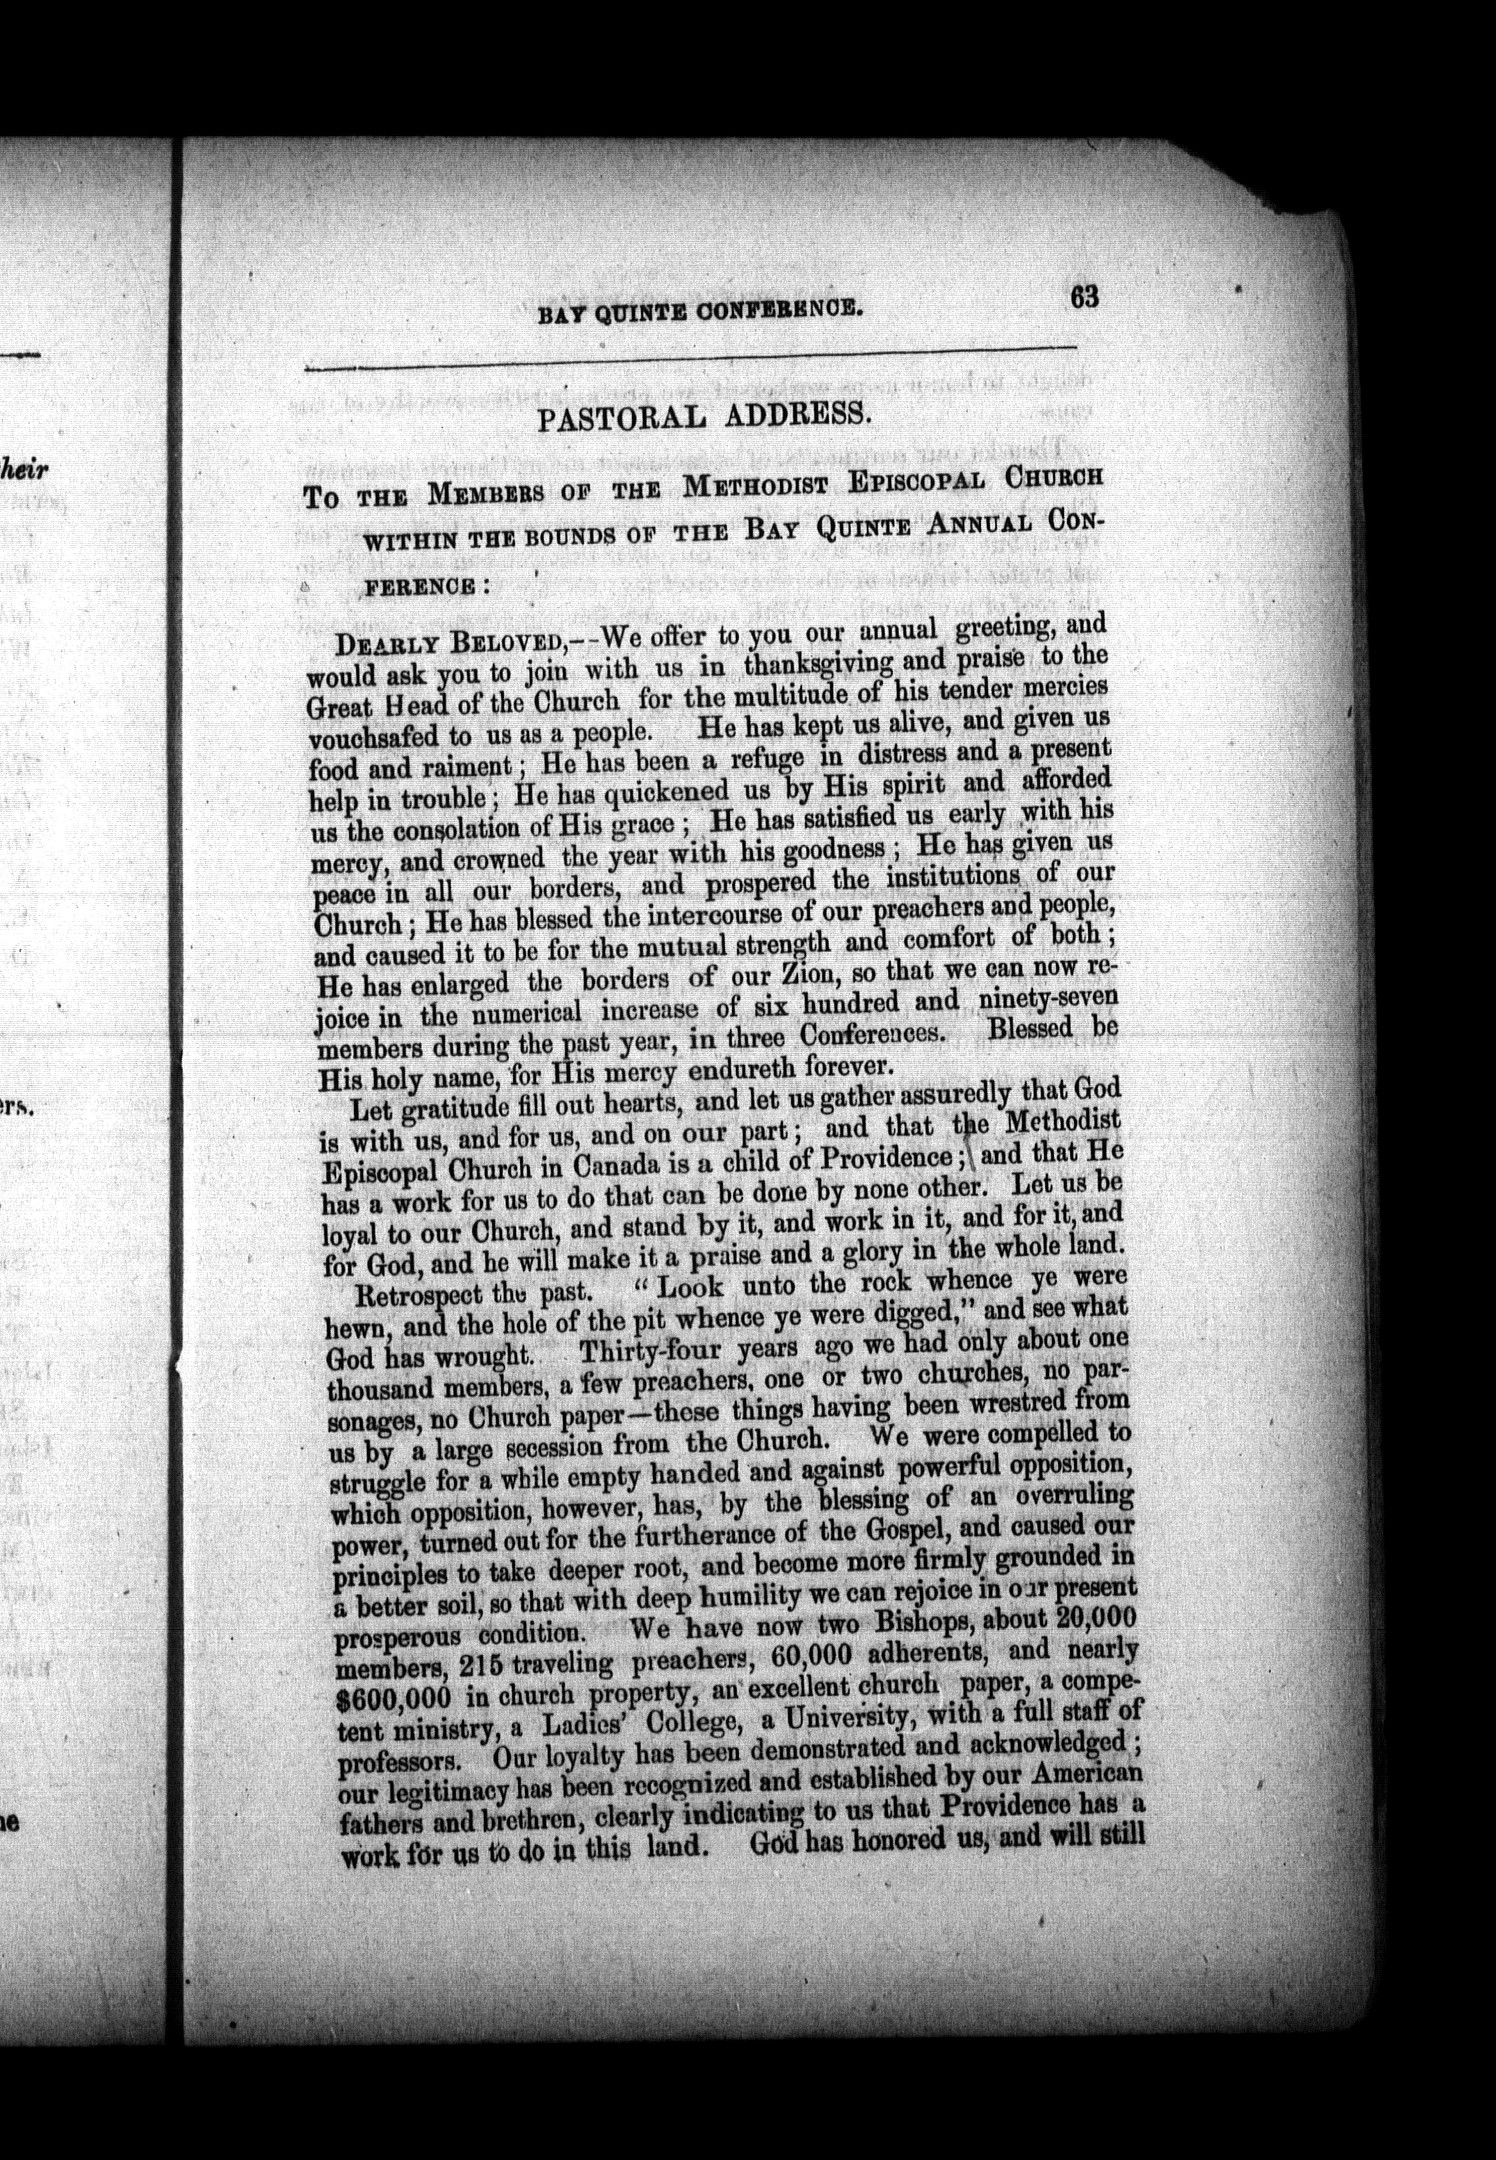 heir
ers.
ne
BAY QUINTE CONFERENCE. 63
PASTORAL ADDRESS.
TO THE MEMBERS OF THE METHODIST EPISCOPAL CHURCH
WITHIN THE BOUNDS OF THE BAY QUINTE ANNUAL CON-
FERENCE :
DEARLY BELOVED,--We offer to you our annual greeting, and
would ask you to join with us in thanksgiving and praise to the
Great Head of the Church for the multitude of his tender mercies
vouchsafed to us as a people. He has kept us alive, and given us
food and raiment ; He has been a refuge in distress and a present
help in trouble ; He has quickened us by His spirit and afforded
us the consolation of His grace ; He has satisfied us early with his
mercy, and crowned the year with his goodness ; He has given us
peace in all our borders, and prospered the institutions of our
Church ; He has blessed the intercourse of our preachers and people,
and caused it to be for the mutual strength and comfort of both ;
He has enlarged the borders of our Zion, so that we can now re-
joice in the numerical increase of six hundred and ninety-seven
members during the past year, in three Conferences. Blessed be
His holy name, for His mercy endureth forever.
Let gratitude fill out hearts, and let us gather assuredly that God
is with us, and for us, and on our part ; and that the Methodist
Episcopal Church in Canada is a child of Providence ; and that He
has a work for us to do that can be done by none other. Let us be
loyal to our Church, and stand by it, and work in it, and for it, and
for God, and he will make it a praise and a glory in the whole land.
Retrospect the past. “ Look unto the rock whence ye were
hewn, and the hole of the pit whence ye were digged,” and see what
God has wrought. Thirty-four years ago we had only about one
thousand members, a few preachers, one or two churches, no par-
sonages, no Church paper—these things having been wrestred from
us by a large secession from the Church. We were compelled to
struggle for a while empty handed and against powerful opposition,
which opposition, however, has, by the blessing of an overruling
power, turned out for the furtherance of the Gospel, and caused our
principles to take deeper root, and become more firmly grounded in
a better soil, so that with deep humility we can rejoice in our present
prosperous condition. We have now two Bishops, about 20,000
members, 215 traveling preachers, 60,000 adherents, and nearly
$600,000 in church property, an excellent church paper, a compe-
tent ministry, a Ladies’ College, a University, with a full staff of
professors. Our loyalty has been demonstrated and acknowledged ;
our legitimacy has been recognized and established by our American
fathers and brethren, clearly indicating to us that Providence has a
work for us to do in this land. God has honored us, and will still